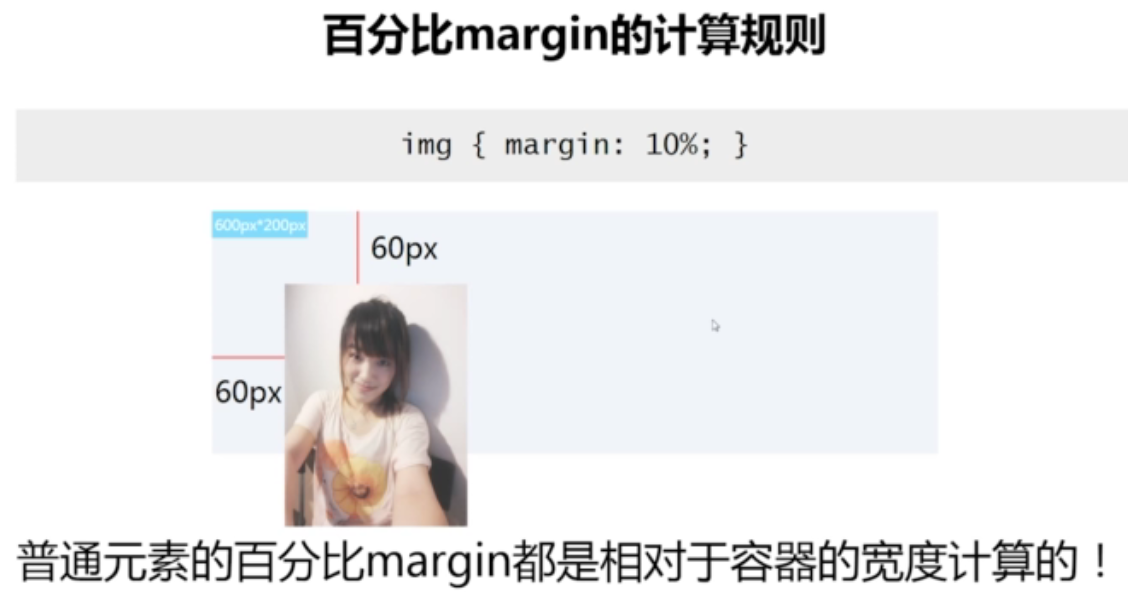 百分比margin的计算规则
img { margin: 10%; }
600px*200px
60px
60px
普通元素的百分比margin都是相对于容器的宽度计算的！